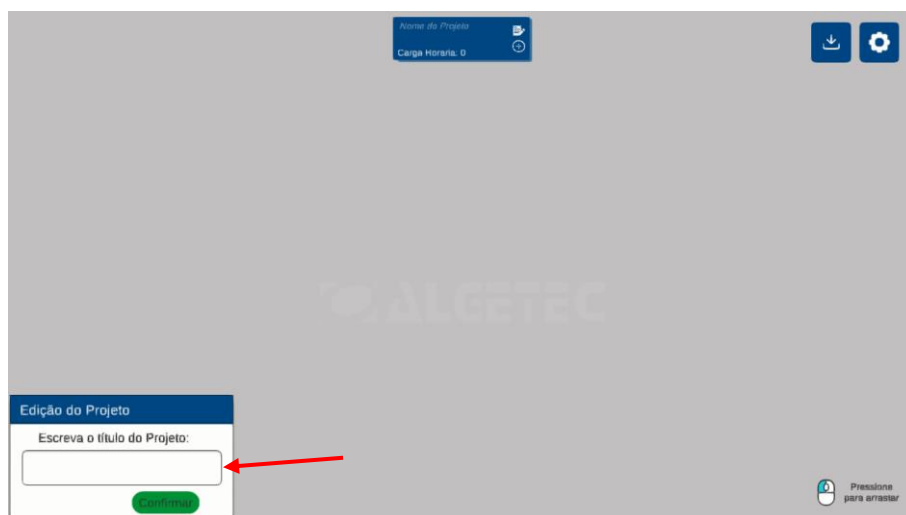 Nome do Projeto
Carga Horaria: 0
ALGETEC
Edição do Projeto
Escreva o título do Projeto:
Confirmar
Pressione
para arrastar